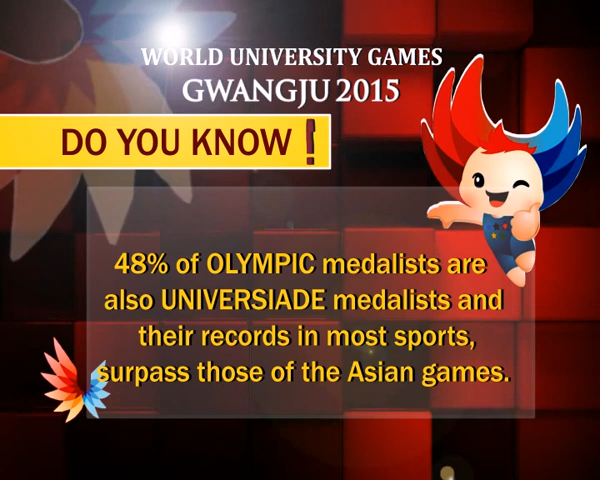 WORLD UNIVERSITY GAMES
GWANGJU 2015
DO YOU KNOW !
48% of OLYMPIC medalists are
also UNIVERSIADE medalists and
their records in most sports,
surpass those of the Asian games.